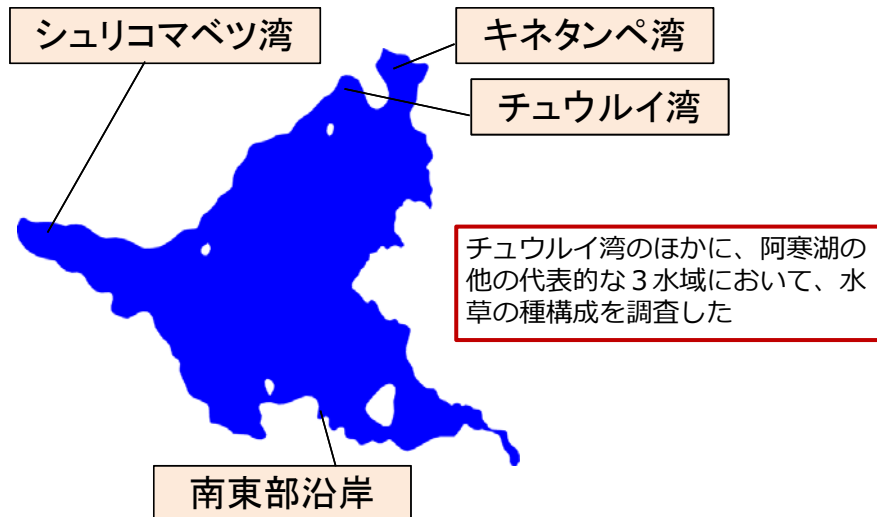 シュリコマベツ湾
キネタンペ湾
チュウルイ湾
チュウルイ湾のほかに、阿寒湖の
他の代表的な３水域において、水
草の種構成を調査した
南東部沿岸